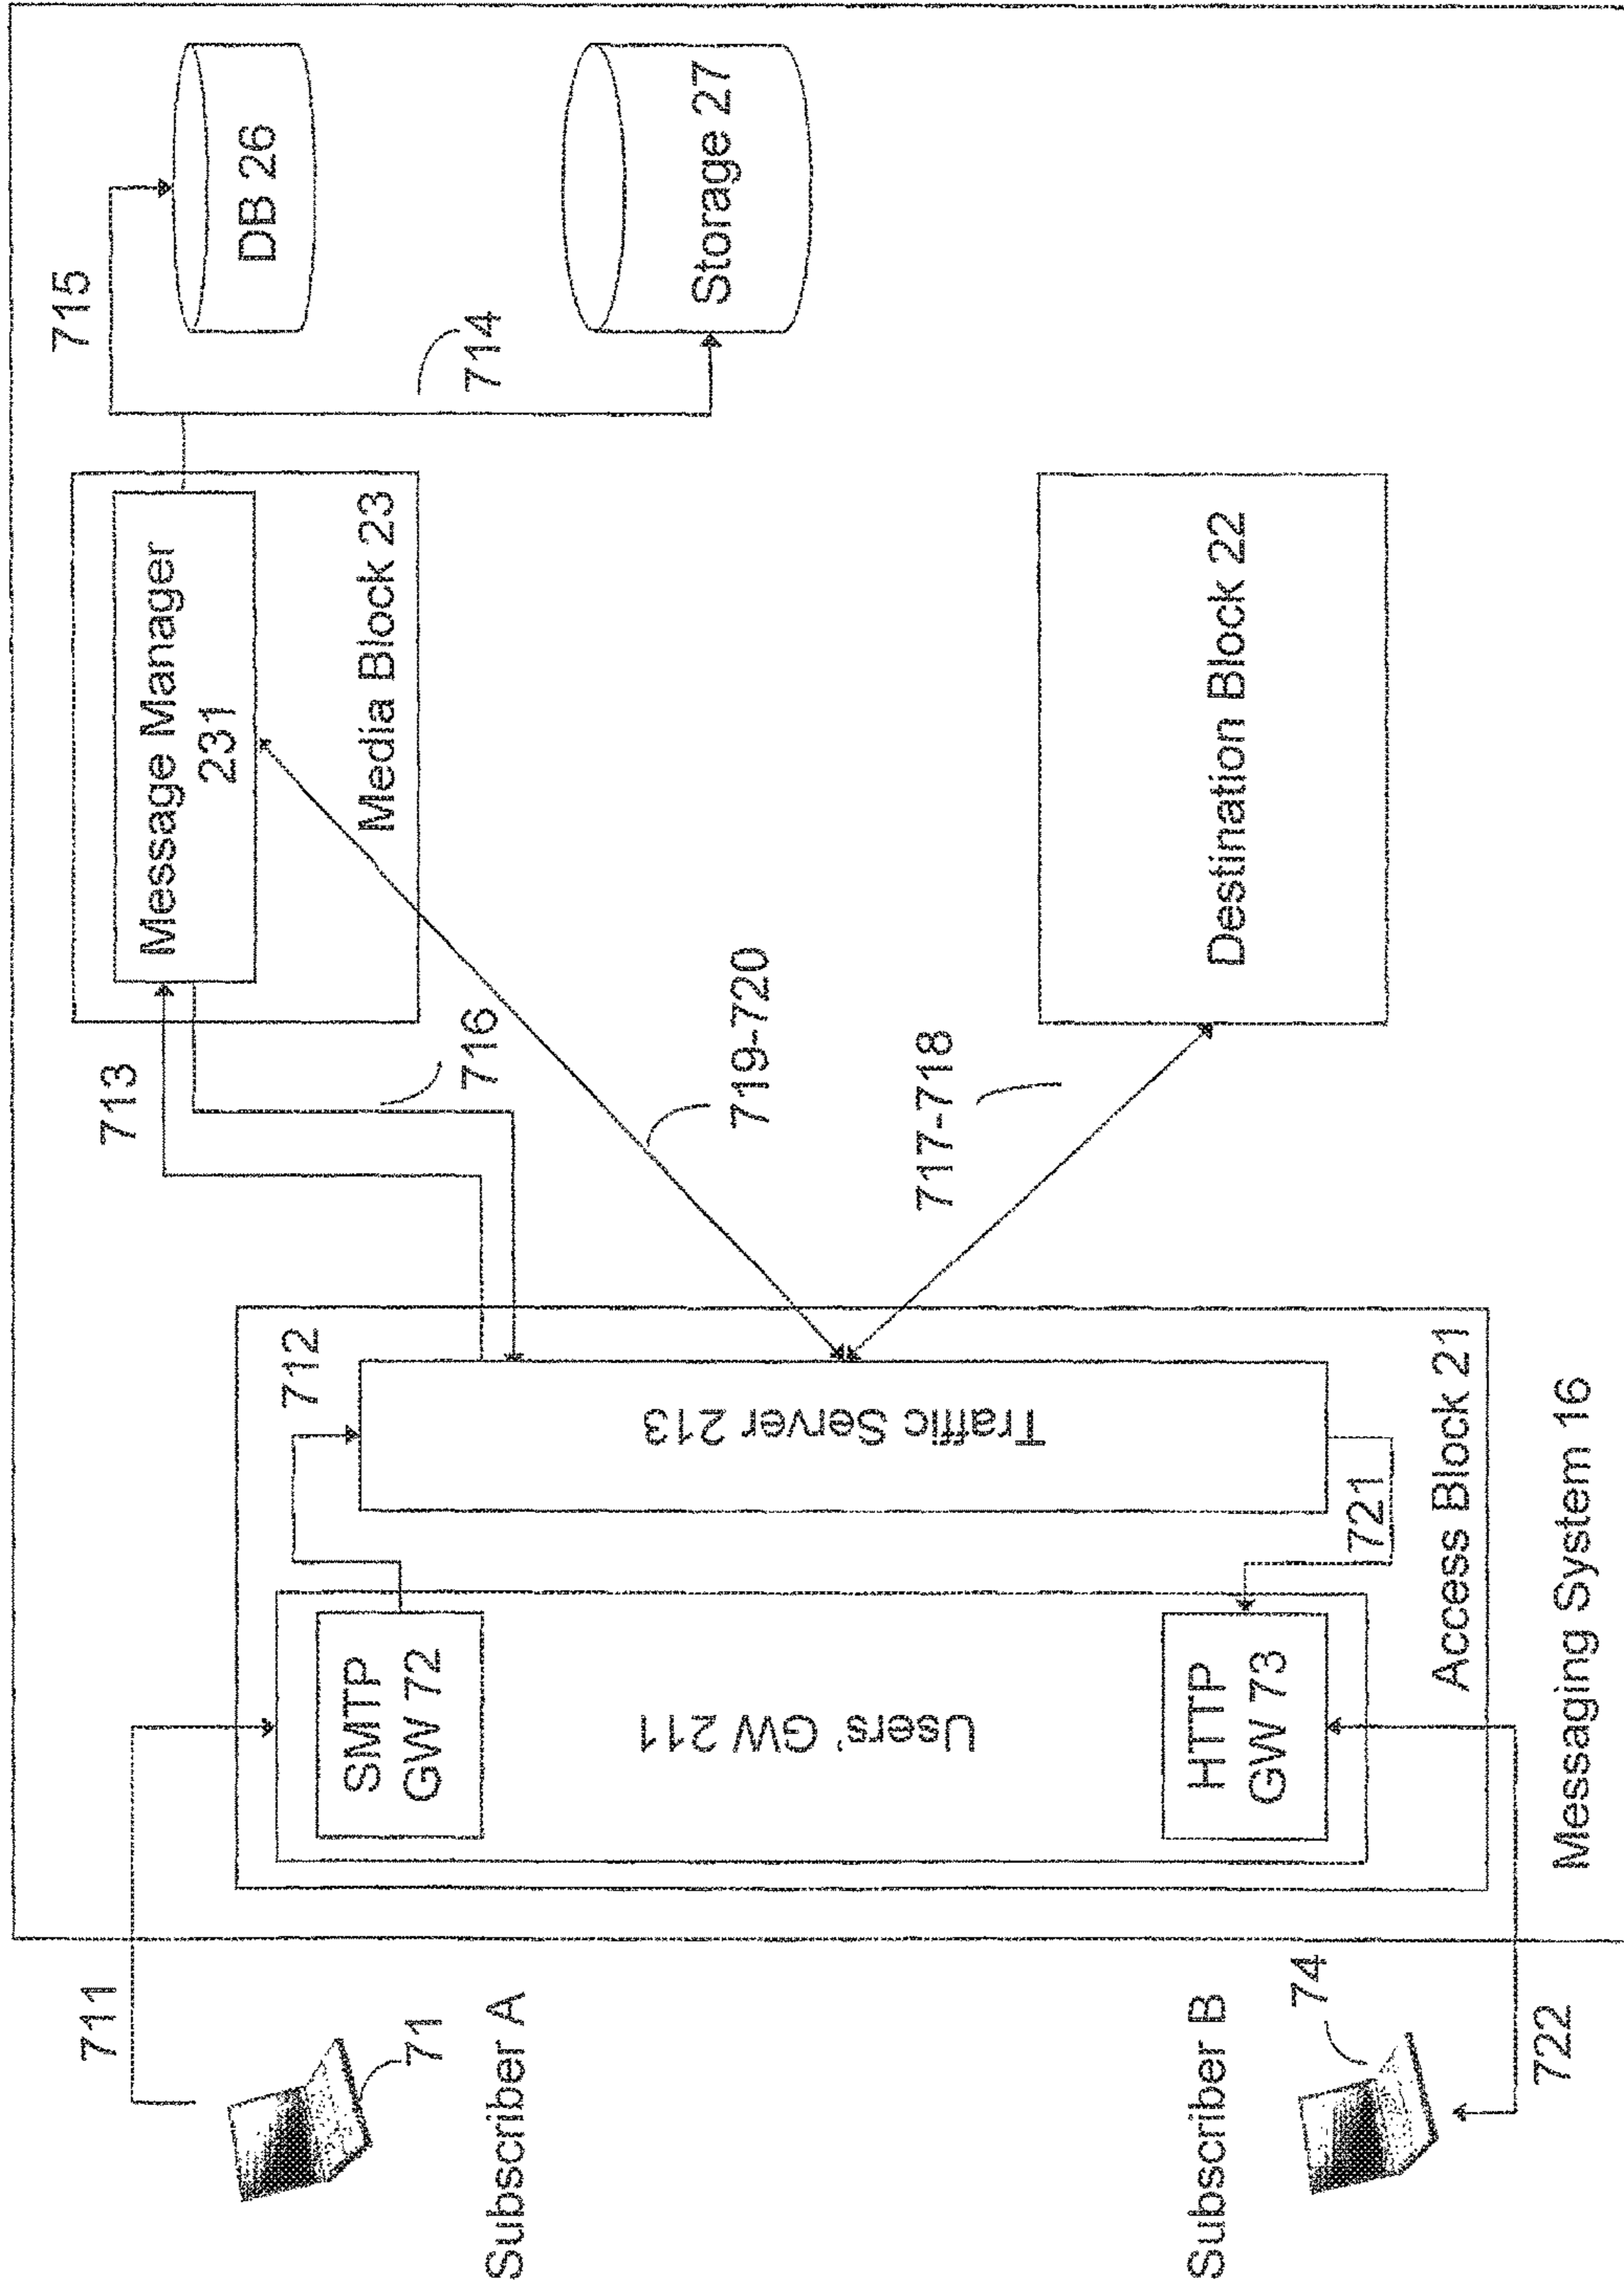 711
71
Subscriber A
Subscriber B
74
722
SMTP
GW 72
Users' GW 211
HTTP
GW 73
712
Traffic Server 213
721
Access Block 21
Messaging System 16
713
716
719-720
717-718
Message Manager
231
Media Block 23
Destination Block 22
715
714
DB 26
Storage 27